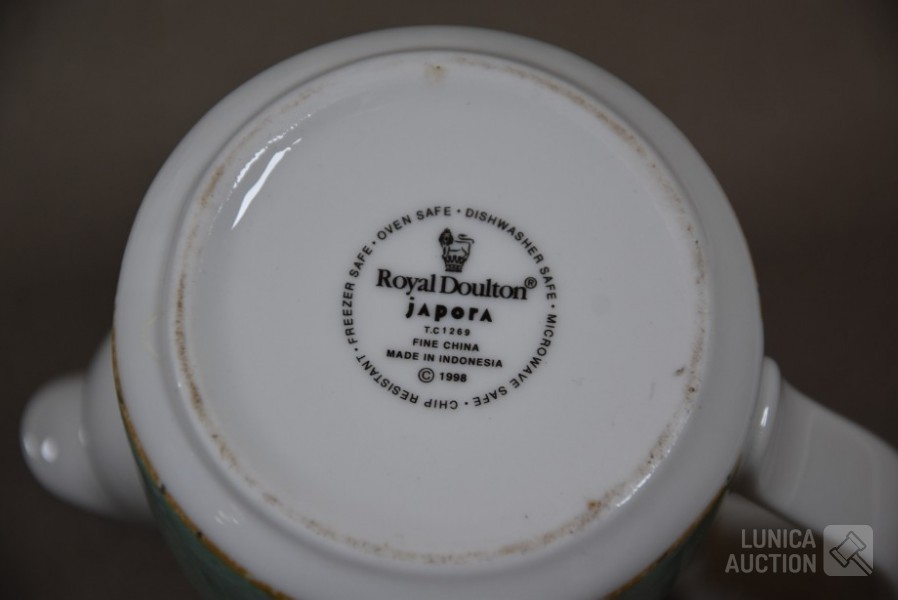 FREEZER SAFE • OVEN SAFE • DISHWASHER SAFE • MICROWAVE SAFE • CHIP RESISTANT •
Royal Doulton®
JAPORA
T.C1269
FINE CHINA
MADE IN INDONESIA
© 1998
LUNICA
AUCTION